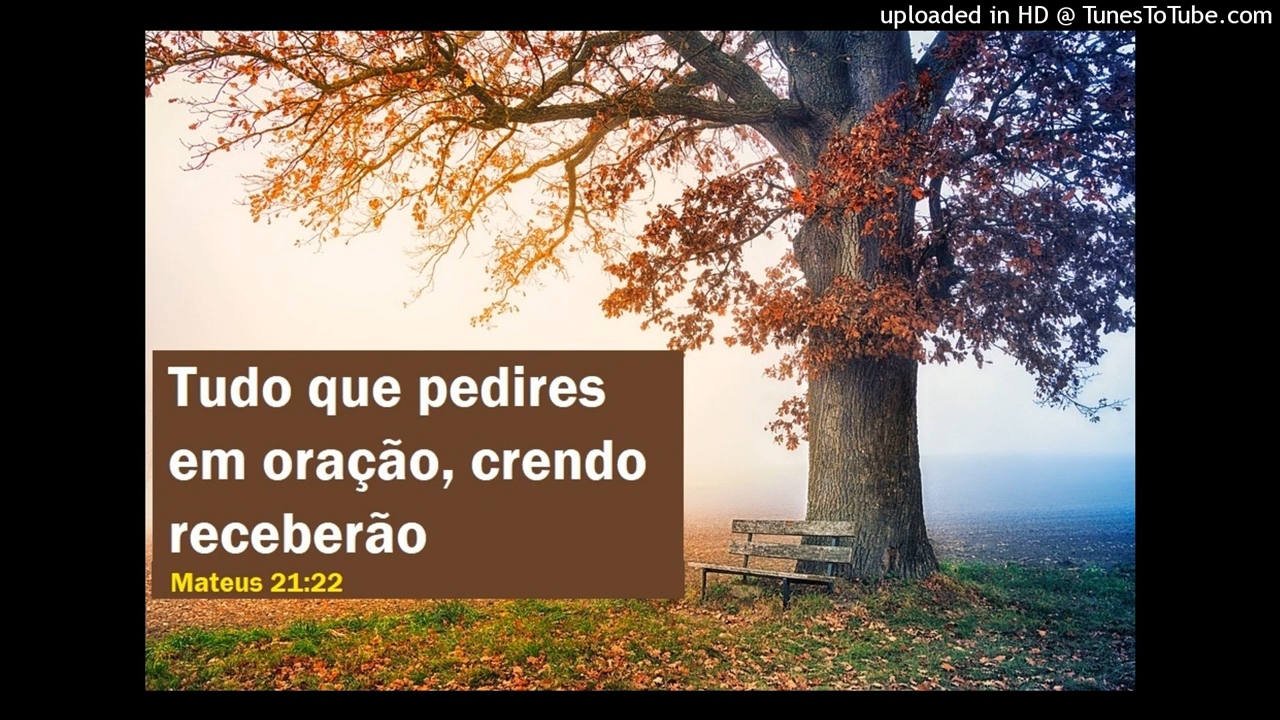 uploaded in HD @ TunesToTube.com
Tudo que pedires
em oração, crendo
receberão
Mateus 21:22